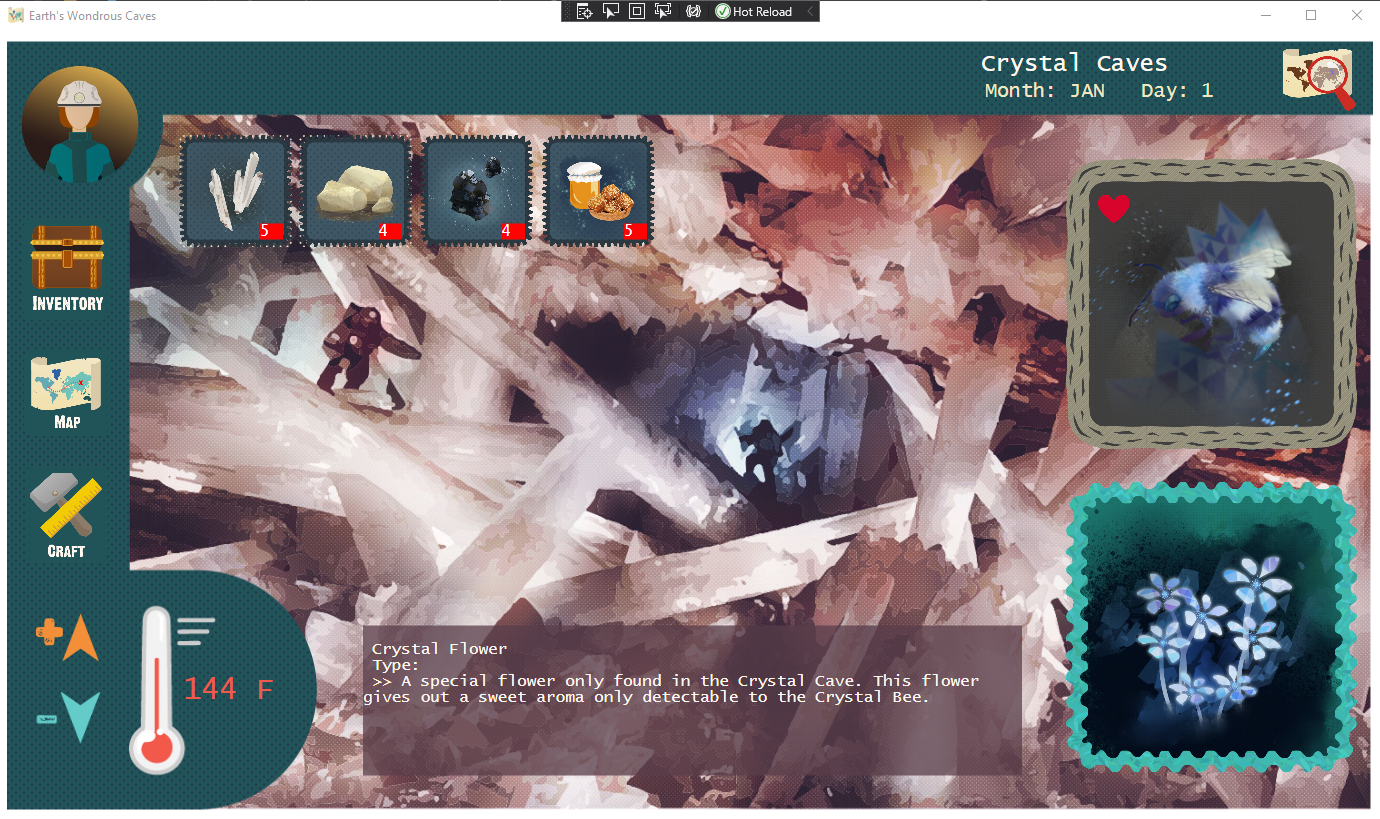 Earth's Wondrous Caves
Hot Reload
Crystal Caves
Month: JAN Day: 1
5
4
4
5
INVENTORY
MAP
CRAFT
144 F
Crystal Flower
Type:
>> A special flower only found in the Crystal Cave. This flower
gives out a sweet aroma only detectable to the Crystal Bee.